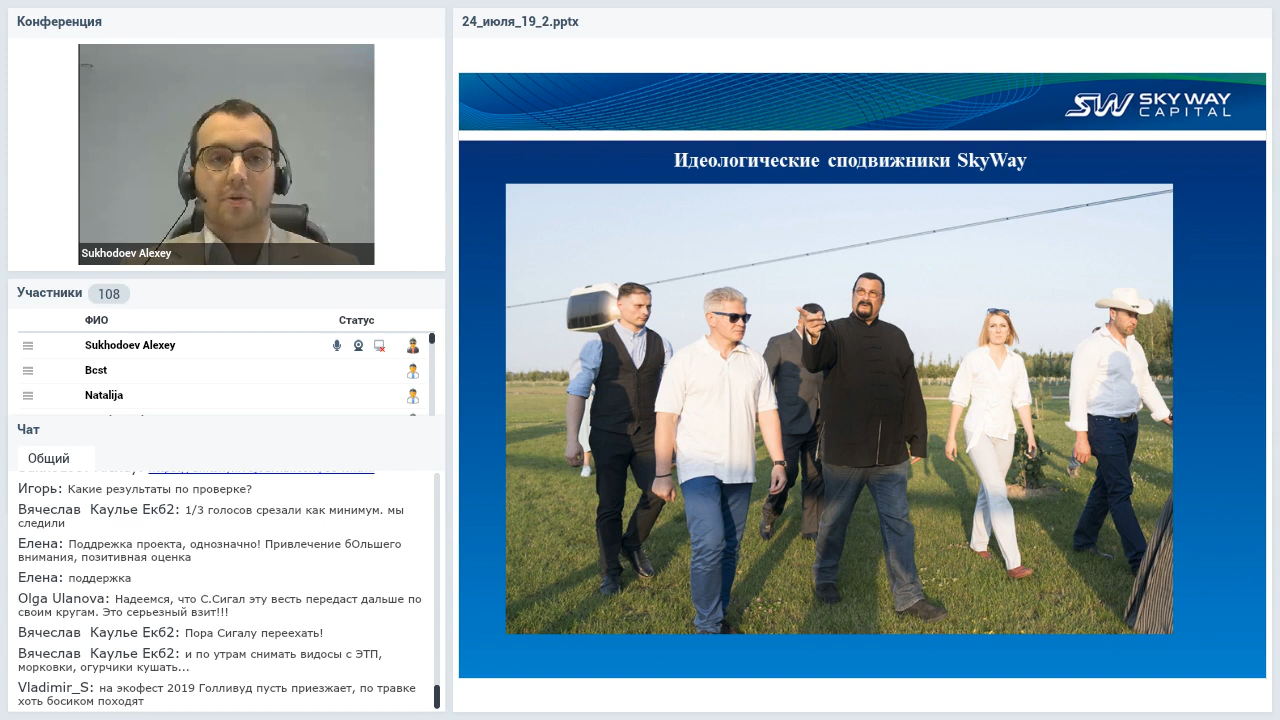 Конференция
Sukhodoev Alexey
Участники 108
ФИО Статус
Sukhodoev Alexey
Bcst
Natalija
Чат
Общий
Игорь: Какие результаты по проверке?
Вячеслав Каулье Екб2: 1/3 голосов срезали как минимум. мы
следили
Елена: Поддрежка проекта, однозначно! Привлечение бОльшего
внимания, позитивная оценка
Елена: поддержка
Olga Ulanova: Надеемся, что С.Сигал эту весть передаст дальше по
своим кругам. Это серьезный взит!!!
Вячеслав Каулье Екб2: Пора Сигалу переехать!
Вячеслав Каулье Екб2: и по утрам снимать видосы с ЭТП,
морковки, огурчики кушать...
Vladimir_S: на экофест 2019 Голливуд пусть приезжает, по травке
хоть босиком походят
24_июля_19_2.pptx
SW SKY WAY
CAPITAL
Идеологические сподвижники SkyWay